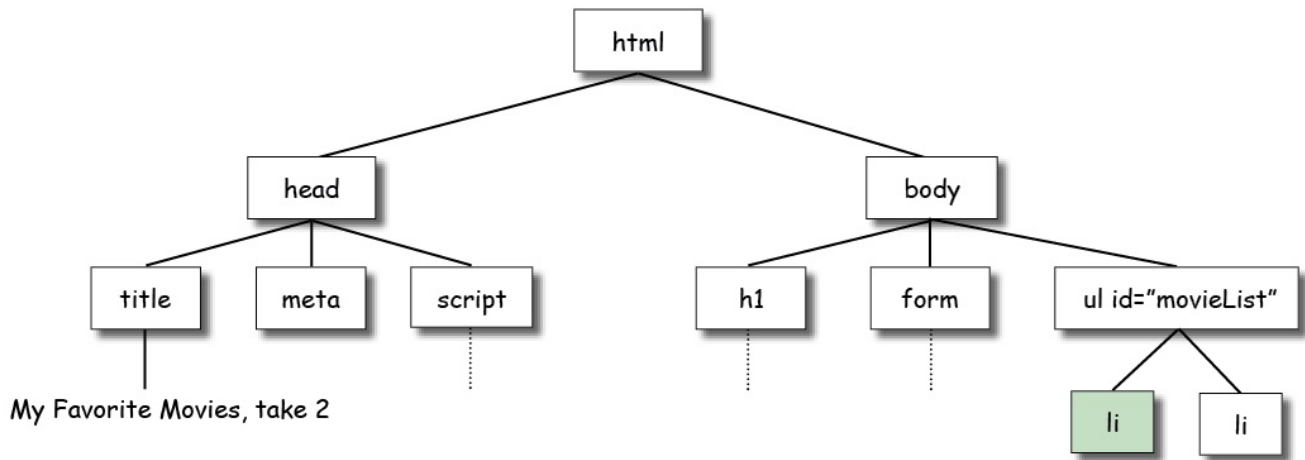 html
head
body
title
meta
script
h1
form
ul id=”movieList”
My Favorite Movies, take 2
li
li